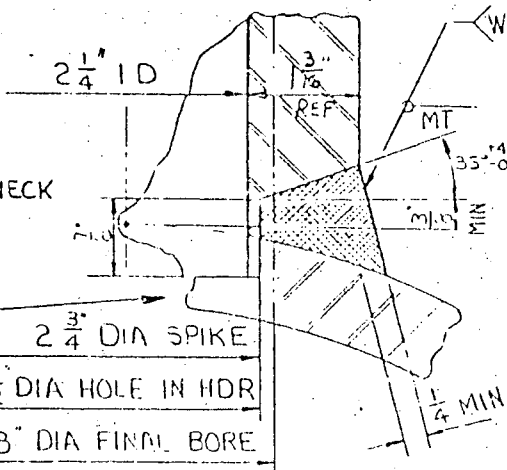 W
2 1/4" I D
1 3/16"
REF
MT
35° +4 -0
HECK
MIN
2 3/4" DIA SPIKE
" DIA HOLE IN HDR
3" DIA FINAL BORE
1/4 MIN